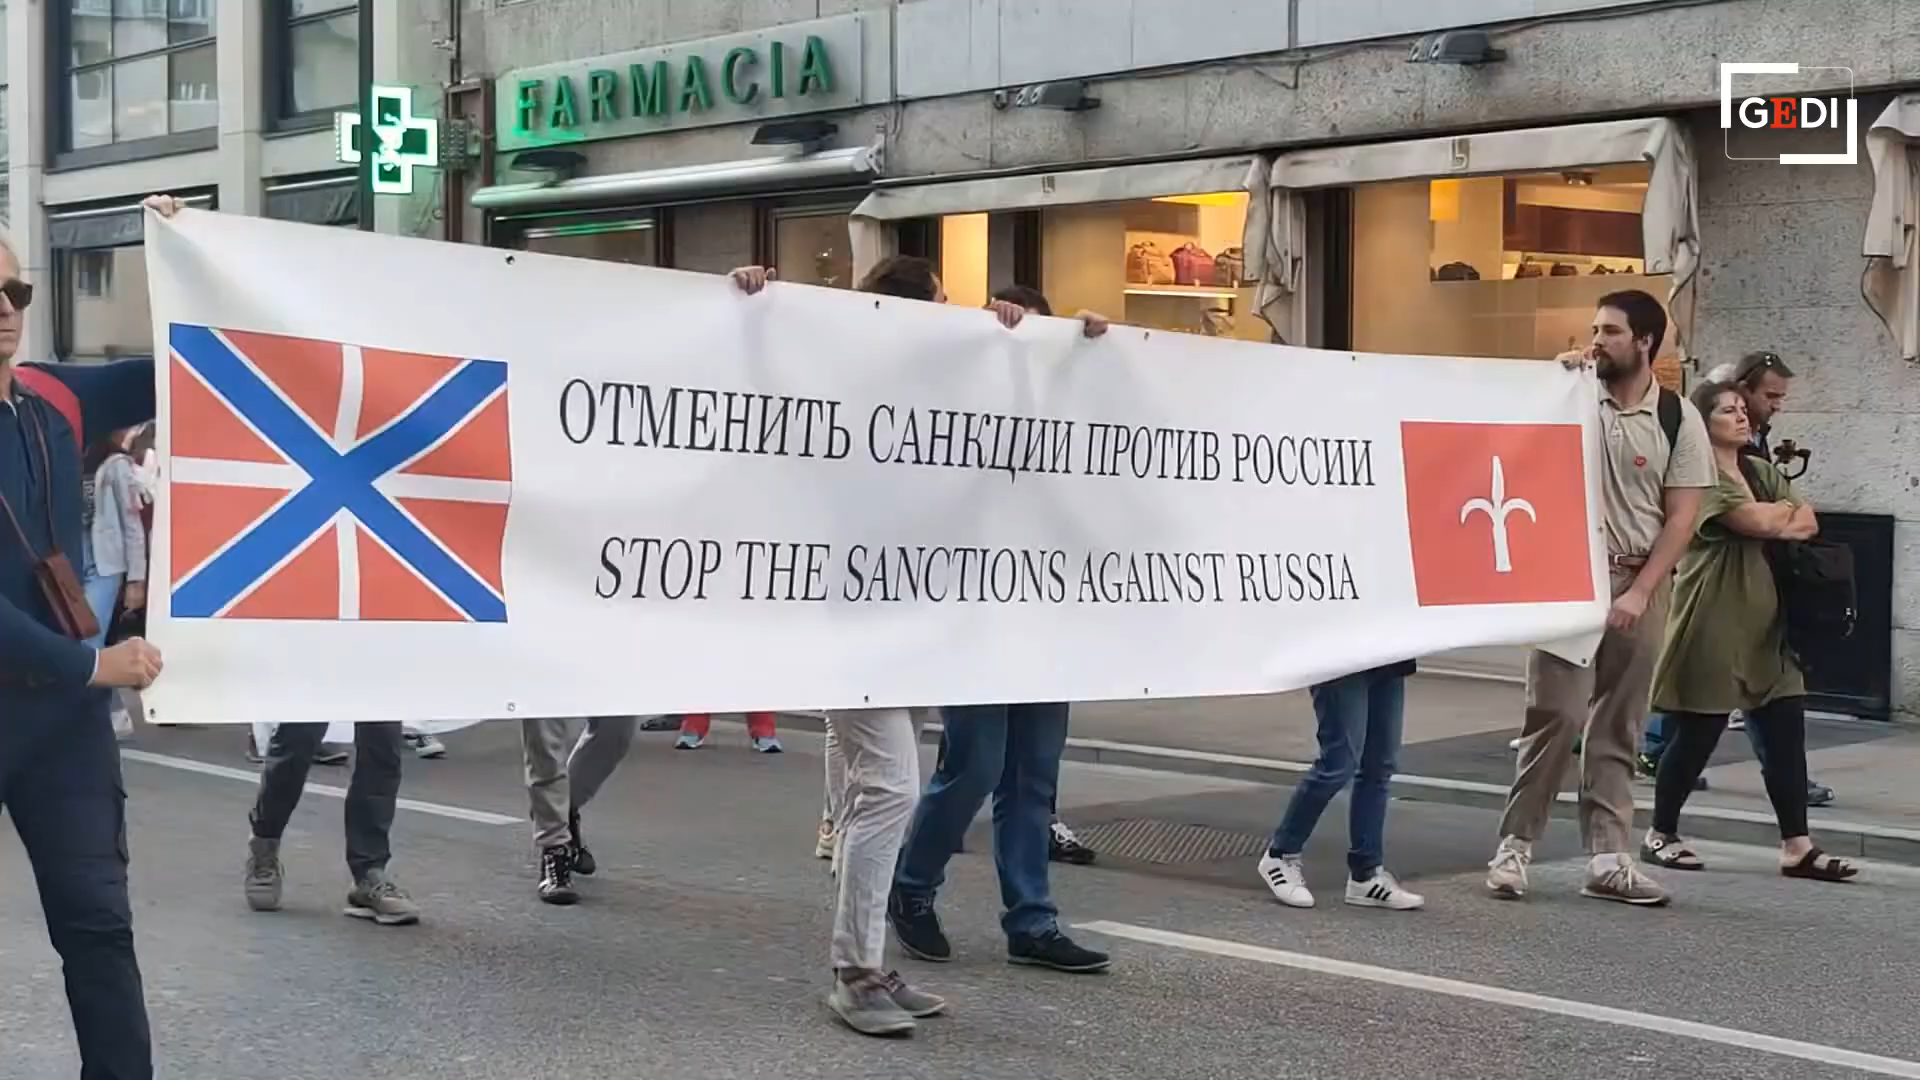 FARMACIA
GEDI
ОТМЕНИТЬ САНКЦИИ ПРОТИВ РОССИИ
STOP THE SANCTIONS AGAINST RUSSIA